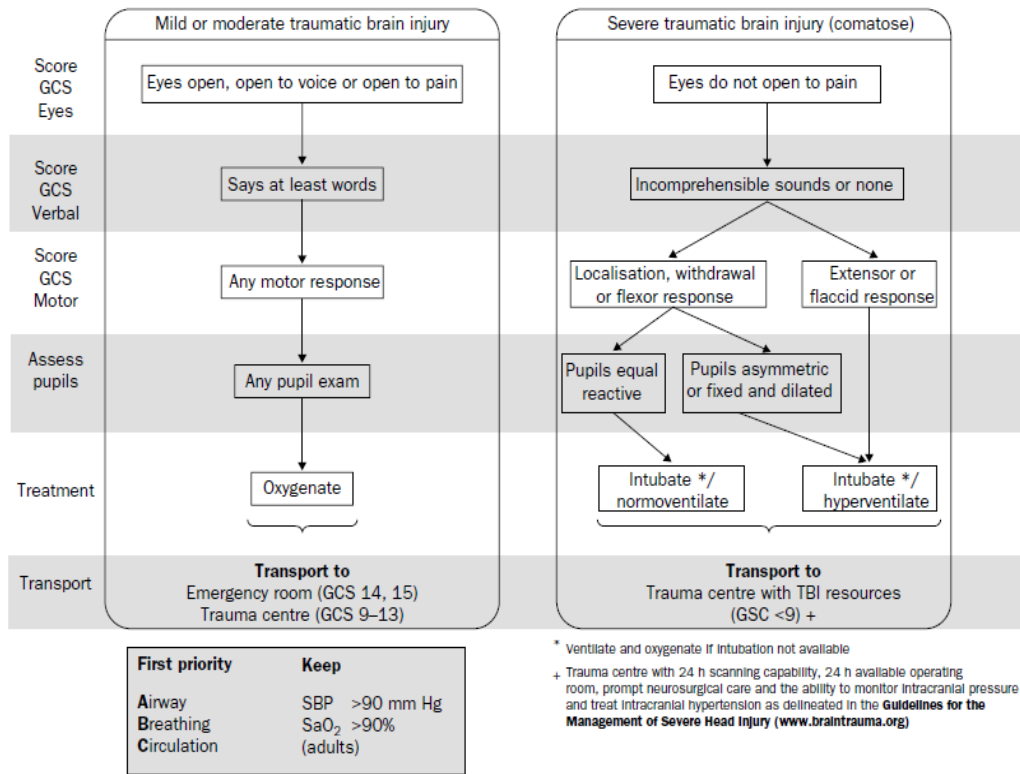 Mild or moderate traumatic brain injury
Severe traumatic brain injury (comatose)
Score
GCS
Eyes
Eyes open, open to voice or open to pain
Eyes do not open to pain
Score
GCS
Verbal
Says at least words
Incomprehensible sounds or none
Score
GCS
Motor
Any motor response
Localisation, withdrawal
or flexor response
Extensor or
flaccid response
Assess
pupils
Any pupil exam
Pupils equal
reactive
Pupils asymmetric
or fixed and dilated
Treatment
Oxygenate
Intubate */
normoventilate
Intubate */
hyperventilate
Transport
Transport to
Emergency room (GCS 14, 15)
Trauma centre (GCS 9–13)
Transport to
Trauma centre with TBI resources
(GSC <9) +
First priority Keep
Airway SBP >90 mm Hg
Breathing SaO₂ >90%
Circulation (adults)
* Ventilate and oxygenate if intubation not available
+ Trauma centre with 24 h scanning capability, 24 h available operating
room, prompt neurosurgical care and the ability to monitor intracranial pressure
and treat intracranial hypertension as delineated in the Guidelines for the
Management of Severe Head Injury (www.braintrauma.org)